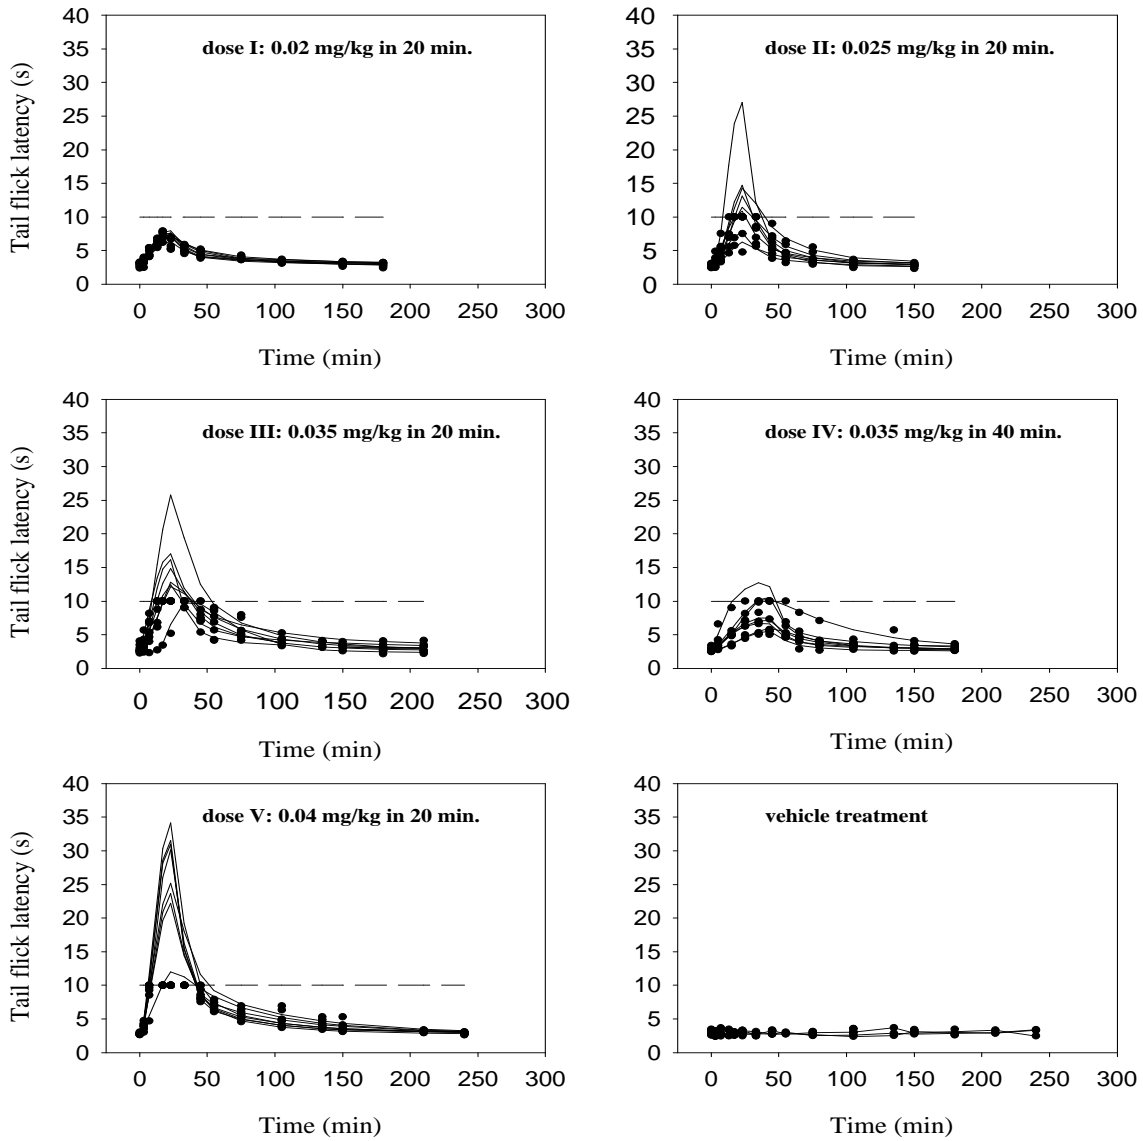 40
35
30
25
20
15
10
5
0
Tail flick latency (s)
dose I: 0.02 mg/kg in 20 min.
0 50 100 150 200 250 300
Time (min)
40
35
30
25
20
15
10
5
0
dose II: 0.025 mg/kg in 20 min.
0 50 100 150 200 250 300
Time (min)
40
35
30
25
20
15
10
5
0
Tail flick latency (s)
dose III: 0.035 mg/kg in 20 min.
0 50 100 150 200 250 300
Time (min)
40
35
30
25
20
15
10
5
0
dose IV: 0.035 mg/kg in 40 min.
0 50 100 150 200 250 300
Time (min)
40
35
30
25
20
15
10
5
0
Tail flick latency (s)
dose V: 0.04 mg/kg in 20 min.
0 50 100 150 200 250 300
Time (min)
40
35
30
25
20
15
10
5
0
vehicle treatment
0 50 100 150 200 250 300
Time (min)